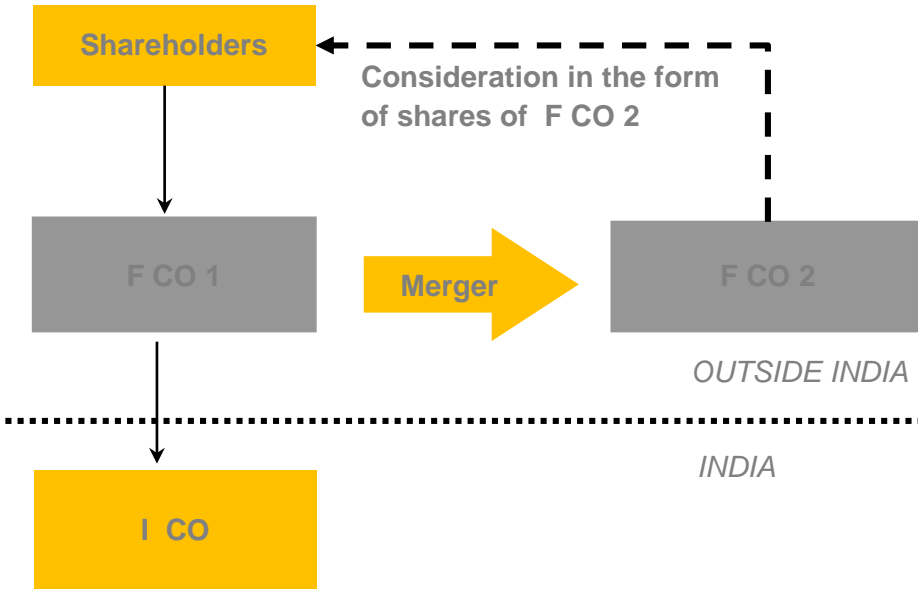 Shareholders
Consideration in the form
of shares of F CO 2
F CO 1
Merger
F CO 2
OUTSIDE INDIA
INDIA
I CO